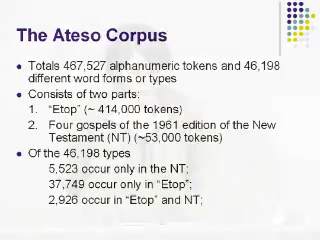 The Ateso Corpus
Totals 467,527 alphanumeric tokens and 46,198
different word forms or types
Consists of two parts:
1. “Etop” (~ 414,000 tokens)
2. Four gospels of the 1961 edition of the New
Testament (NT) (~53,000 tokens)
Of the 46,198 types
5,523 occur only in the NT;
37,749 occur only in “Etop”;
2,926 occur in “Etop” and NT;